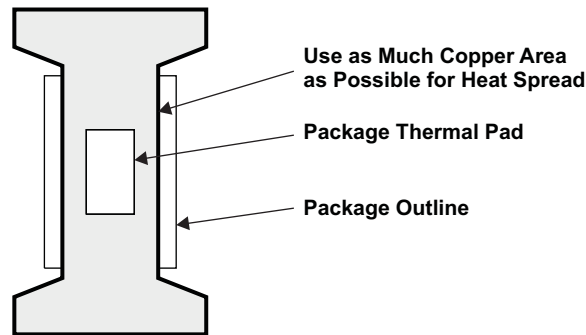 Use as Much Copper Area
as Possible for Heat Spread
Package Thermal Pad
Package Outline